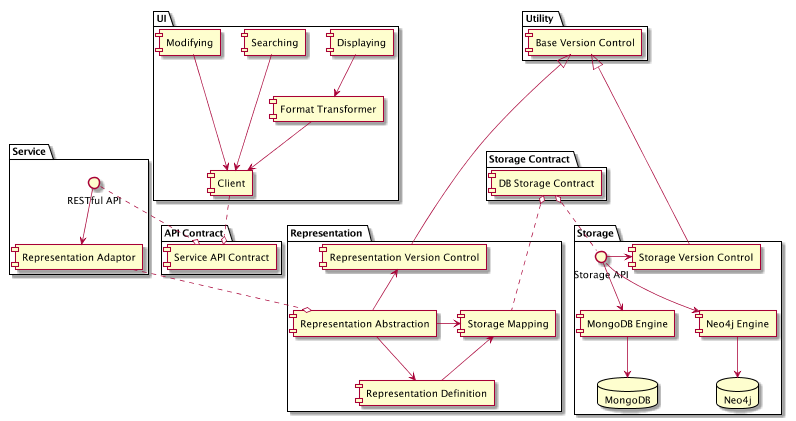 UI
Modifying
Searching
Displaying
Format Transformer
Client
Utility
Base Version Control
Service
RESTful API
Representation Adaptor
API Contract
Service API Contract
Storage Contract
DB Storage Contract
Representation
Representation Version Control
Representation Abstraction
Storage Mapping
Representation Definition
Storage
Storage Version Control
Storage API
MongoDB Engine
Neo4j Engine
MongoDB
Neo4j